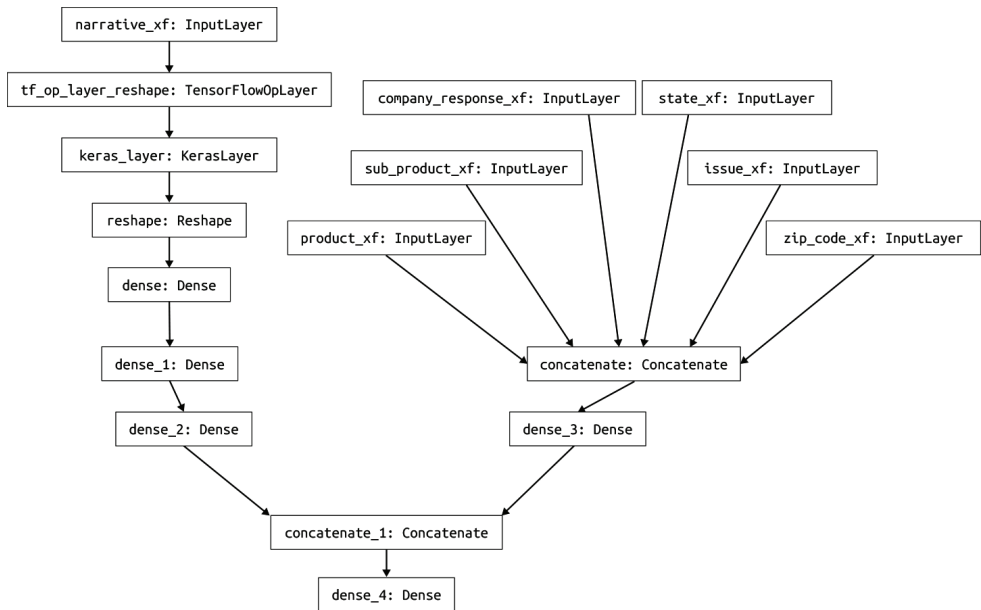 narrative_xf: InputLayer
tf_op_layer_reshape: TensorFlowOpLayer
keras_layer: KerasLayer
reshape: Reshape
dense: Dense
dense_1: Dense
dense_2: Dense
company_response_xf: InputLayer
state_xf: InputLayer
sub_product_xf: InputLayer
issue_xf: InputLayer
product_xf: InputLayer
zip_code_xf: InputLayer
concatenate: Concatenate
dense_3: Dense
concatenate_1: Concatenate
dense_4: Dense